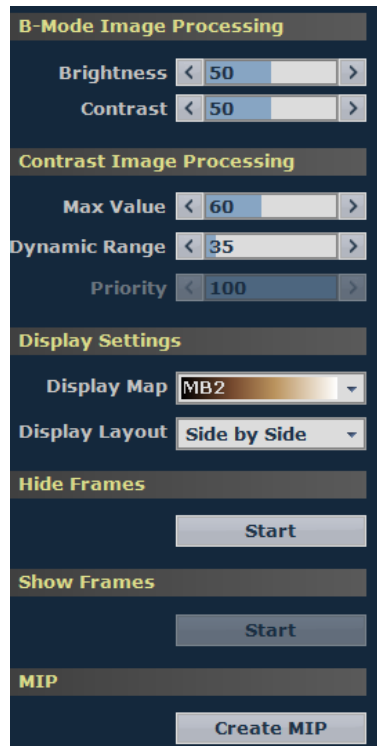 B-Mode Image Processing
Brightness < 50 >
Contrast < 50 >
Contrast Image Processing
Max Value < 60 >
Dynamic Range < 35 >
Priority < 100 >
Display Settings
Display Map MB2
Display Layout Side by Side
Hide Frames
Start
Show Frames
Start
MIP
Create MIP